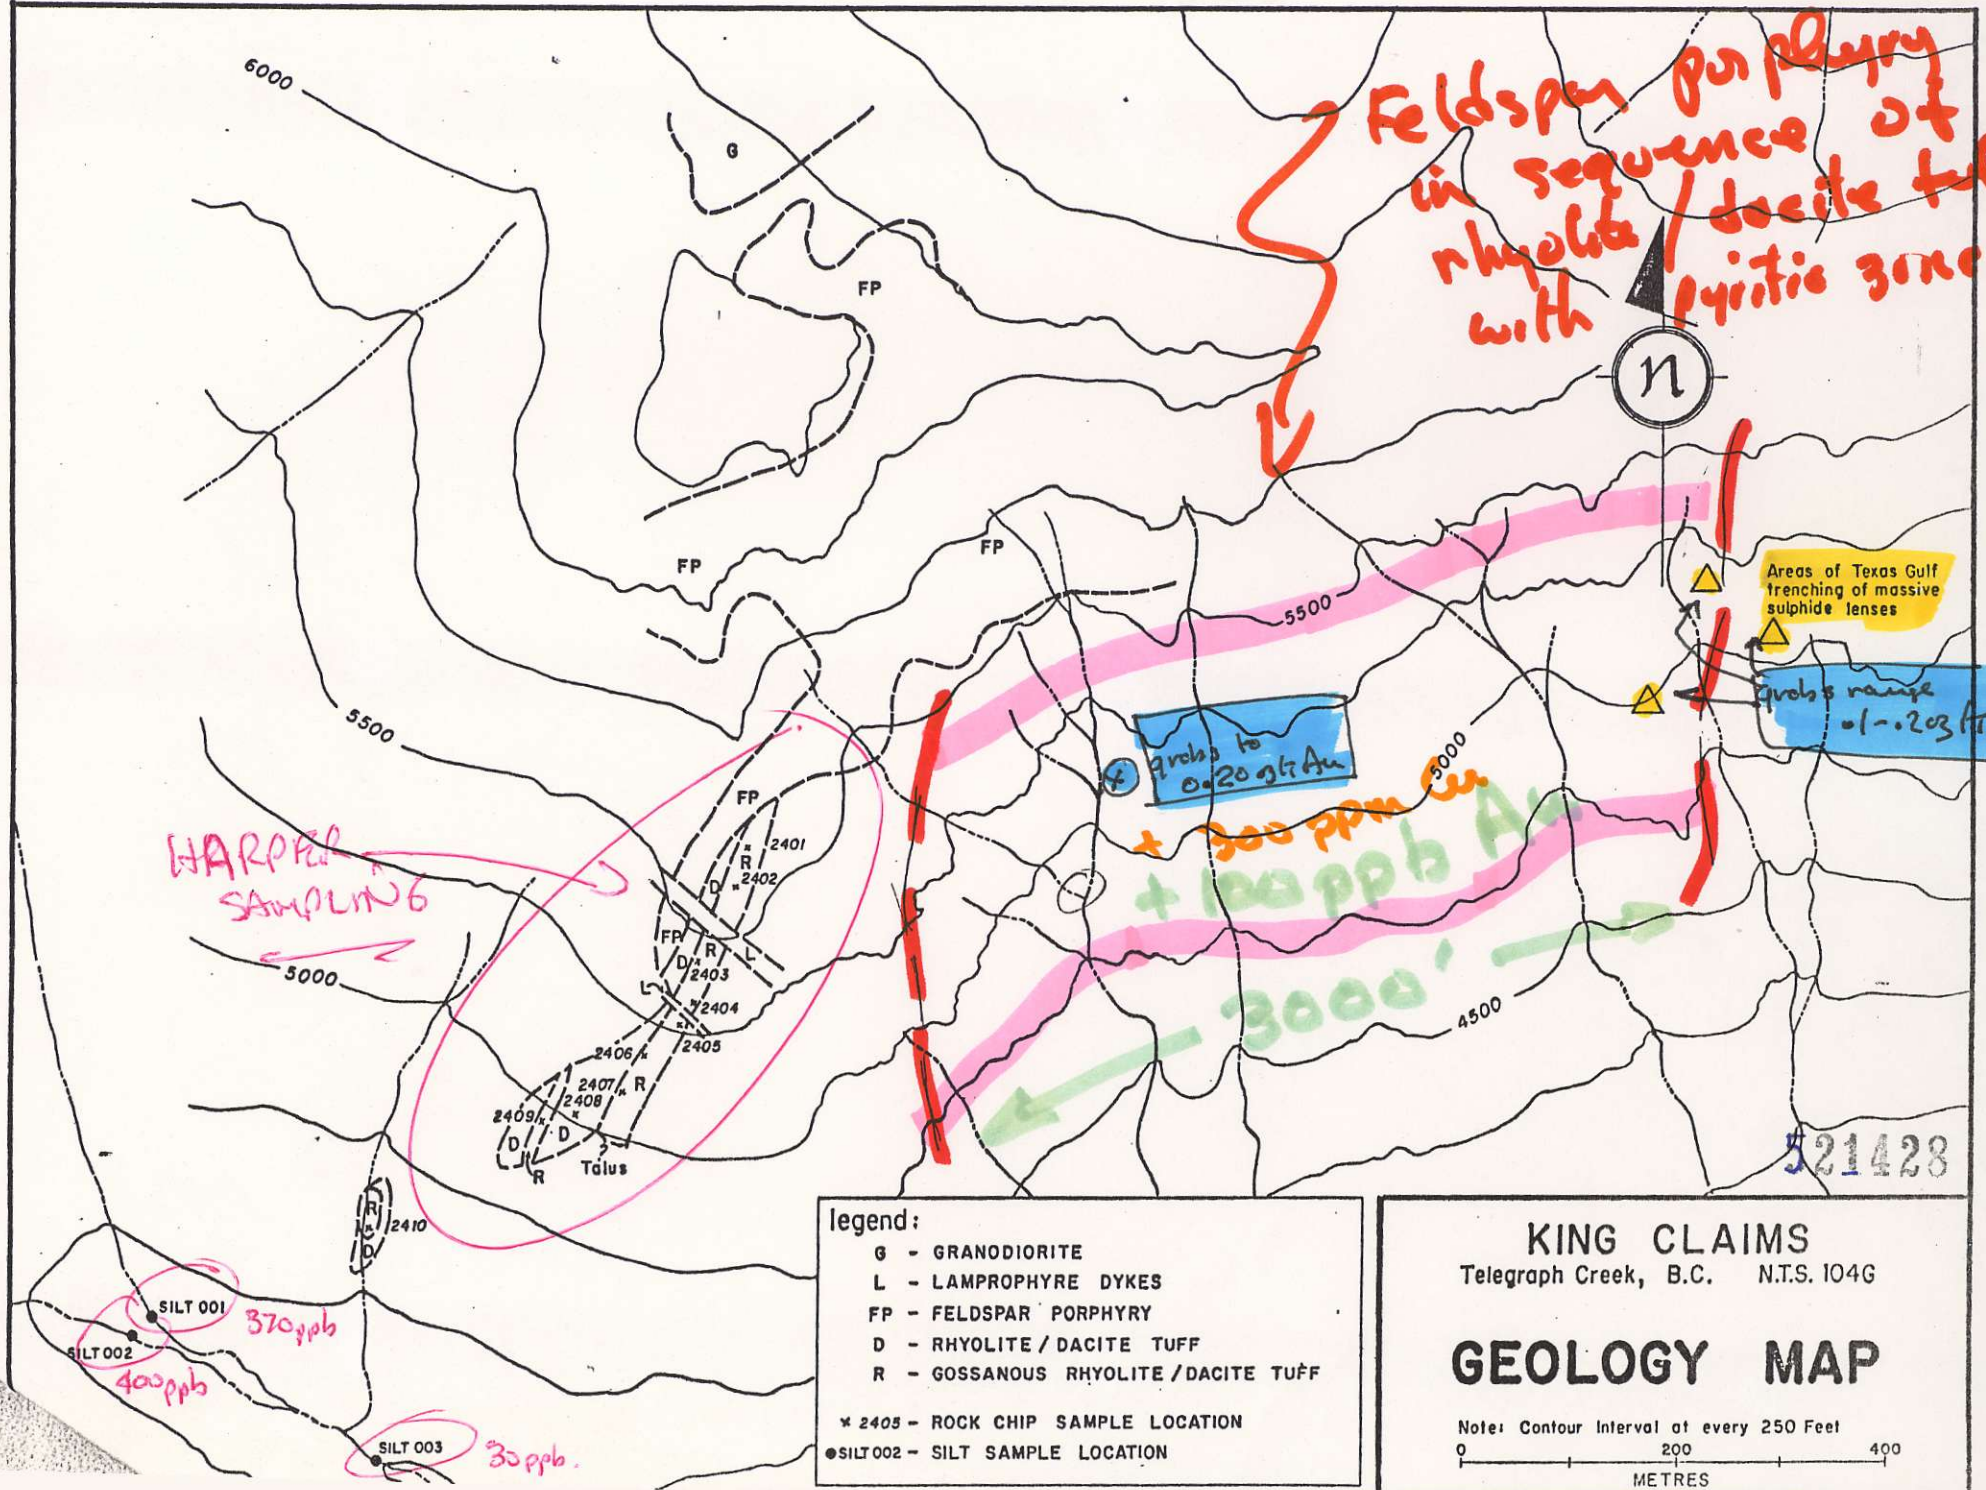 6000
Feldspar porphyry
in sequence of
rhyolite / dacite
with pyritic zone
G
FP
n
FP
FP
5500
Areas of Texas Gulf
trenching of massive
sulphide lenses
grabs range
5500
grabs to
0.20 Au
5000
+ 300 ppm Cu
+ 100 ppb Au
3000'
4500
HARPER
SAMPLING
5000
FP
2401
R
2402
D
FP
R
L
D
2403
L
2404
2405
2406
2407
R
2408
2409
D
D
R
Talus
R
2410
D
SILT 001
370 ppb
SILT 002
400 ppb
SILT 003
30 ppb.
521428
legend:
G - GRANODIORITE
L - LAMPROPHYRE DYKES
FP - FELDSPAR PORPHYRY
D - RHYOLITE / DACITE TUFF
R - GOSSANOUS RHYOLITE / DACITE TUFF
x 2405 - ROCK CHIP SAMPLE LOCATION
●SILT 002 - SILT SAMPLE LOCATION
KING CLAIMS
Telegraph Creek, B.C. N.T.S. 104G
GEOLOGY MAP
Note: Contour Interval at every 250 Feet
0 200 400
METRES